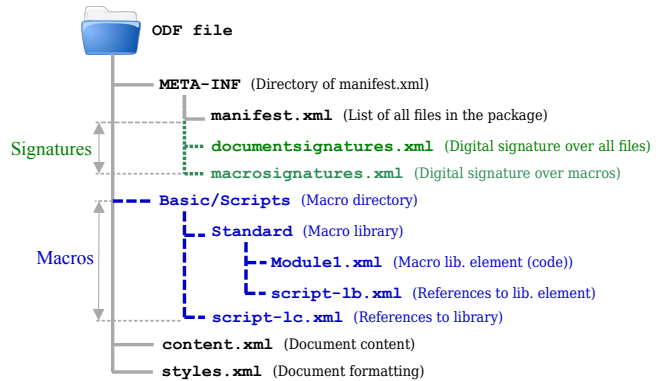 ODF file
META-INF (Directory of manifest.xml)
manifest.xml (List of all files in the package)
Signatures
documentsignatures.xml (Digital signature over all files)
macrosignatures.xml (Digital signature over macros)
Basic/Scripts (Macro directory)
Standard (Macro library)
Macros
Module1.xml (Macro lib. element (code))
script-lb.xml (References to lib. element)
script-lc.xml (References to library)
content.xml (Document content)
styles.xml (Document formatting)